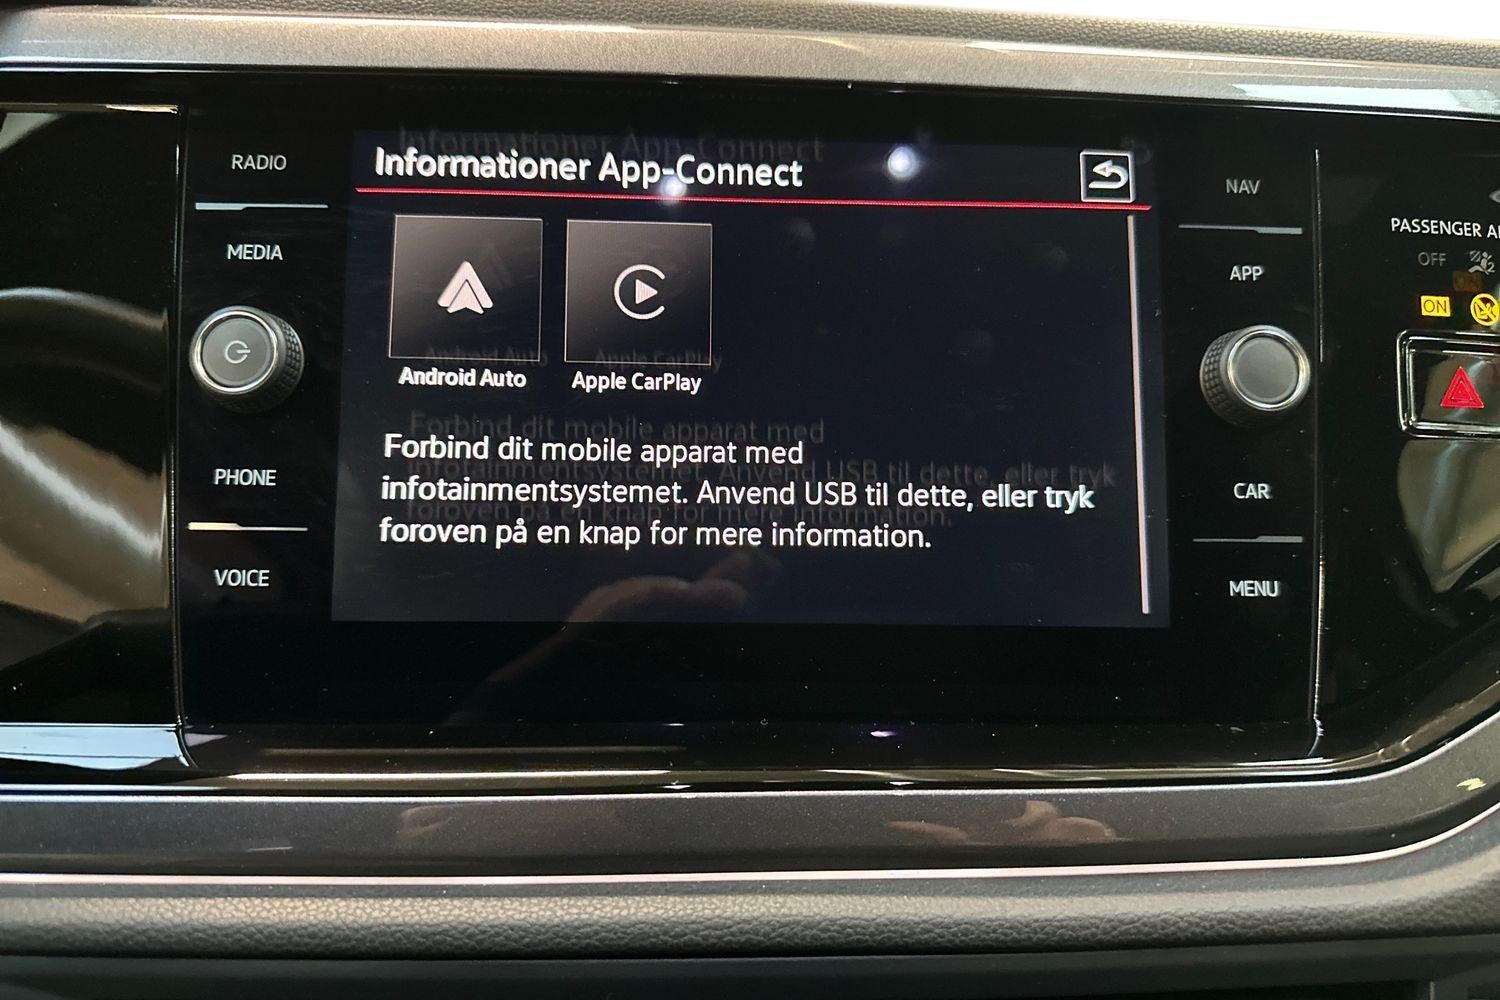 RADIO
MEDIA
PHONE
VOICE
Informationer App-Connect
Android Auto
Apple CarPlay
Forbind dit mobile apparat med
infotainmentsystemet. Anvend USB til dette, eller tryk
foroven på en knap for mere information.
NAV
APP
CAR
MENU
PASSENGER
OFF
ON